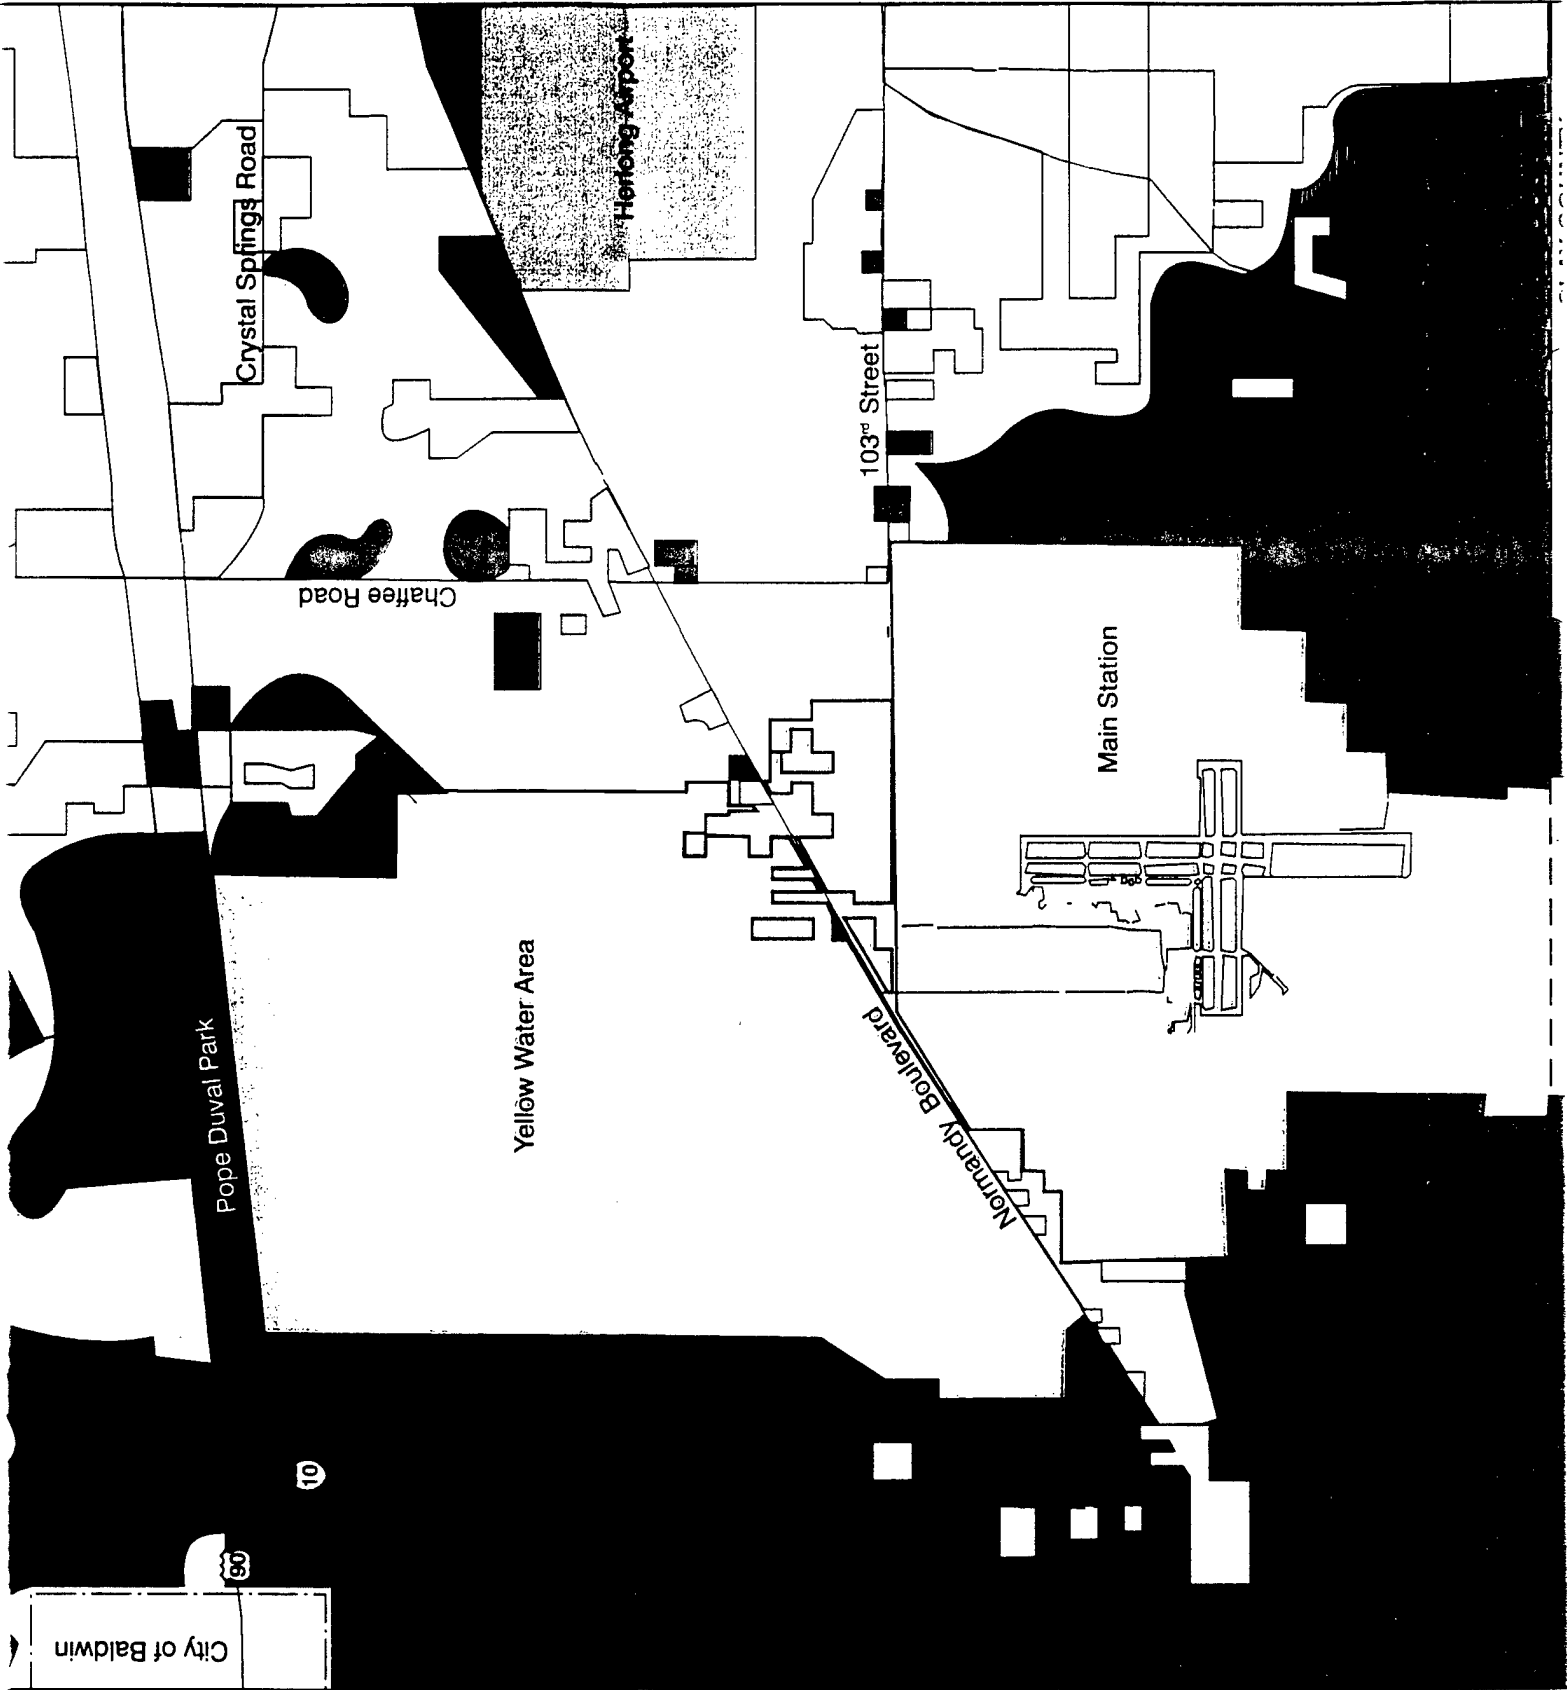 Herlong Airport
Crystal Springs Road
103rd Street
Chaffee Road
Main Station
Yellow Water Area
Pope Duval Park
Normandy Boulevard
10
90
City of Baldwin